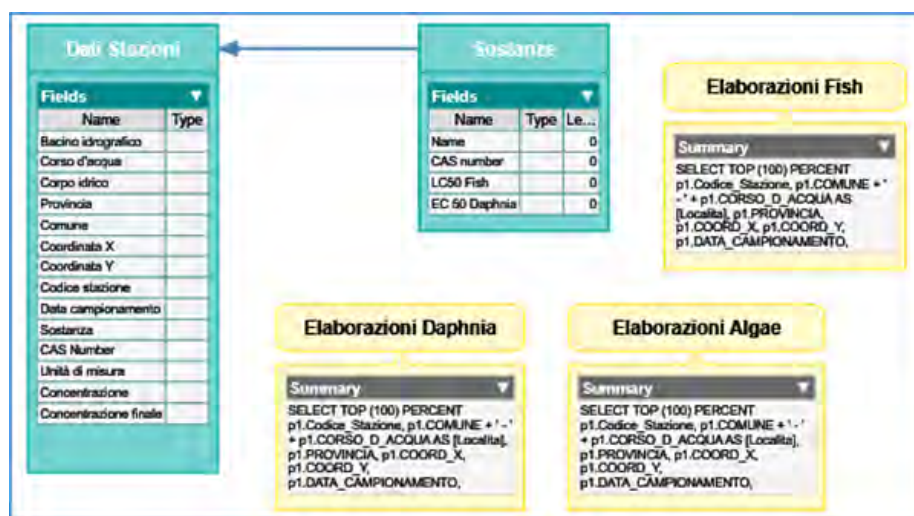 Dati Stazioni
Fields
Name Type
Bacino idrografico
Corso d'acqua
Corpo idrico
Provincia
Comune
Coordinata X
Coordinata Y
Codice stazione
Data campionamento
Sostanza
CAS Number
Unità di misura
Concentrazione
Concentrazione finale
Sostanze
Fields
Name Type Le...
Name 0
CAS number 0
LC50 Fish 0
EC 50 Daphnia 0
Elaborazioni Fish
Summary
SELECT TOP (100) PERCENT
p1.Codice_Stazione, p1.COMUNE + '
- ' + p1.CORSO_D_ACQUA AS
[Localita], p1.PROVINCIA,
p1.COORD_X, p1.COORD_Y,
p1.DATA_CAMPIONAMENTO,
Elaborazioni Daphnia
Summary
SELECT TOP (100) PERCENT
p1.Codice_Stazione, p1.COMUNE + ' - '
+ p1.CORSO_D_ACQUA AS [Localita],
p1.PROVINCIA, p1.COORD_X,
p1.COORD_Y,
p1.DATA_CAMPIONAMENTO,
Elaborazioni Algae
Summary
SELECT TOP (100) PERCENT
p1.Codice_Stazione, p1.COMUNE + ' - '
+ p1.CORSO_D_ACQUA AS [Localita],
p1.PROVINCIA, p1.COORD_X,
p1.COORD_Y,
p1.DATA_CAMPIONAMENTO,